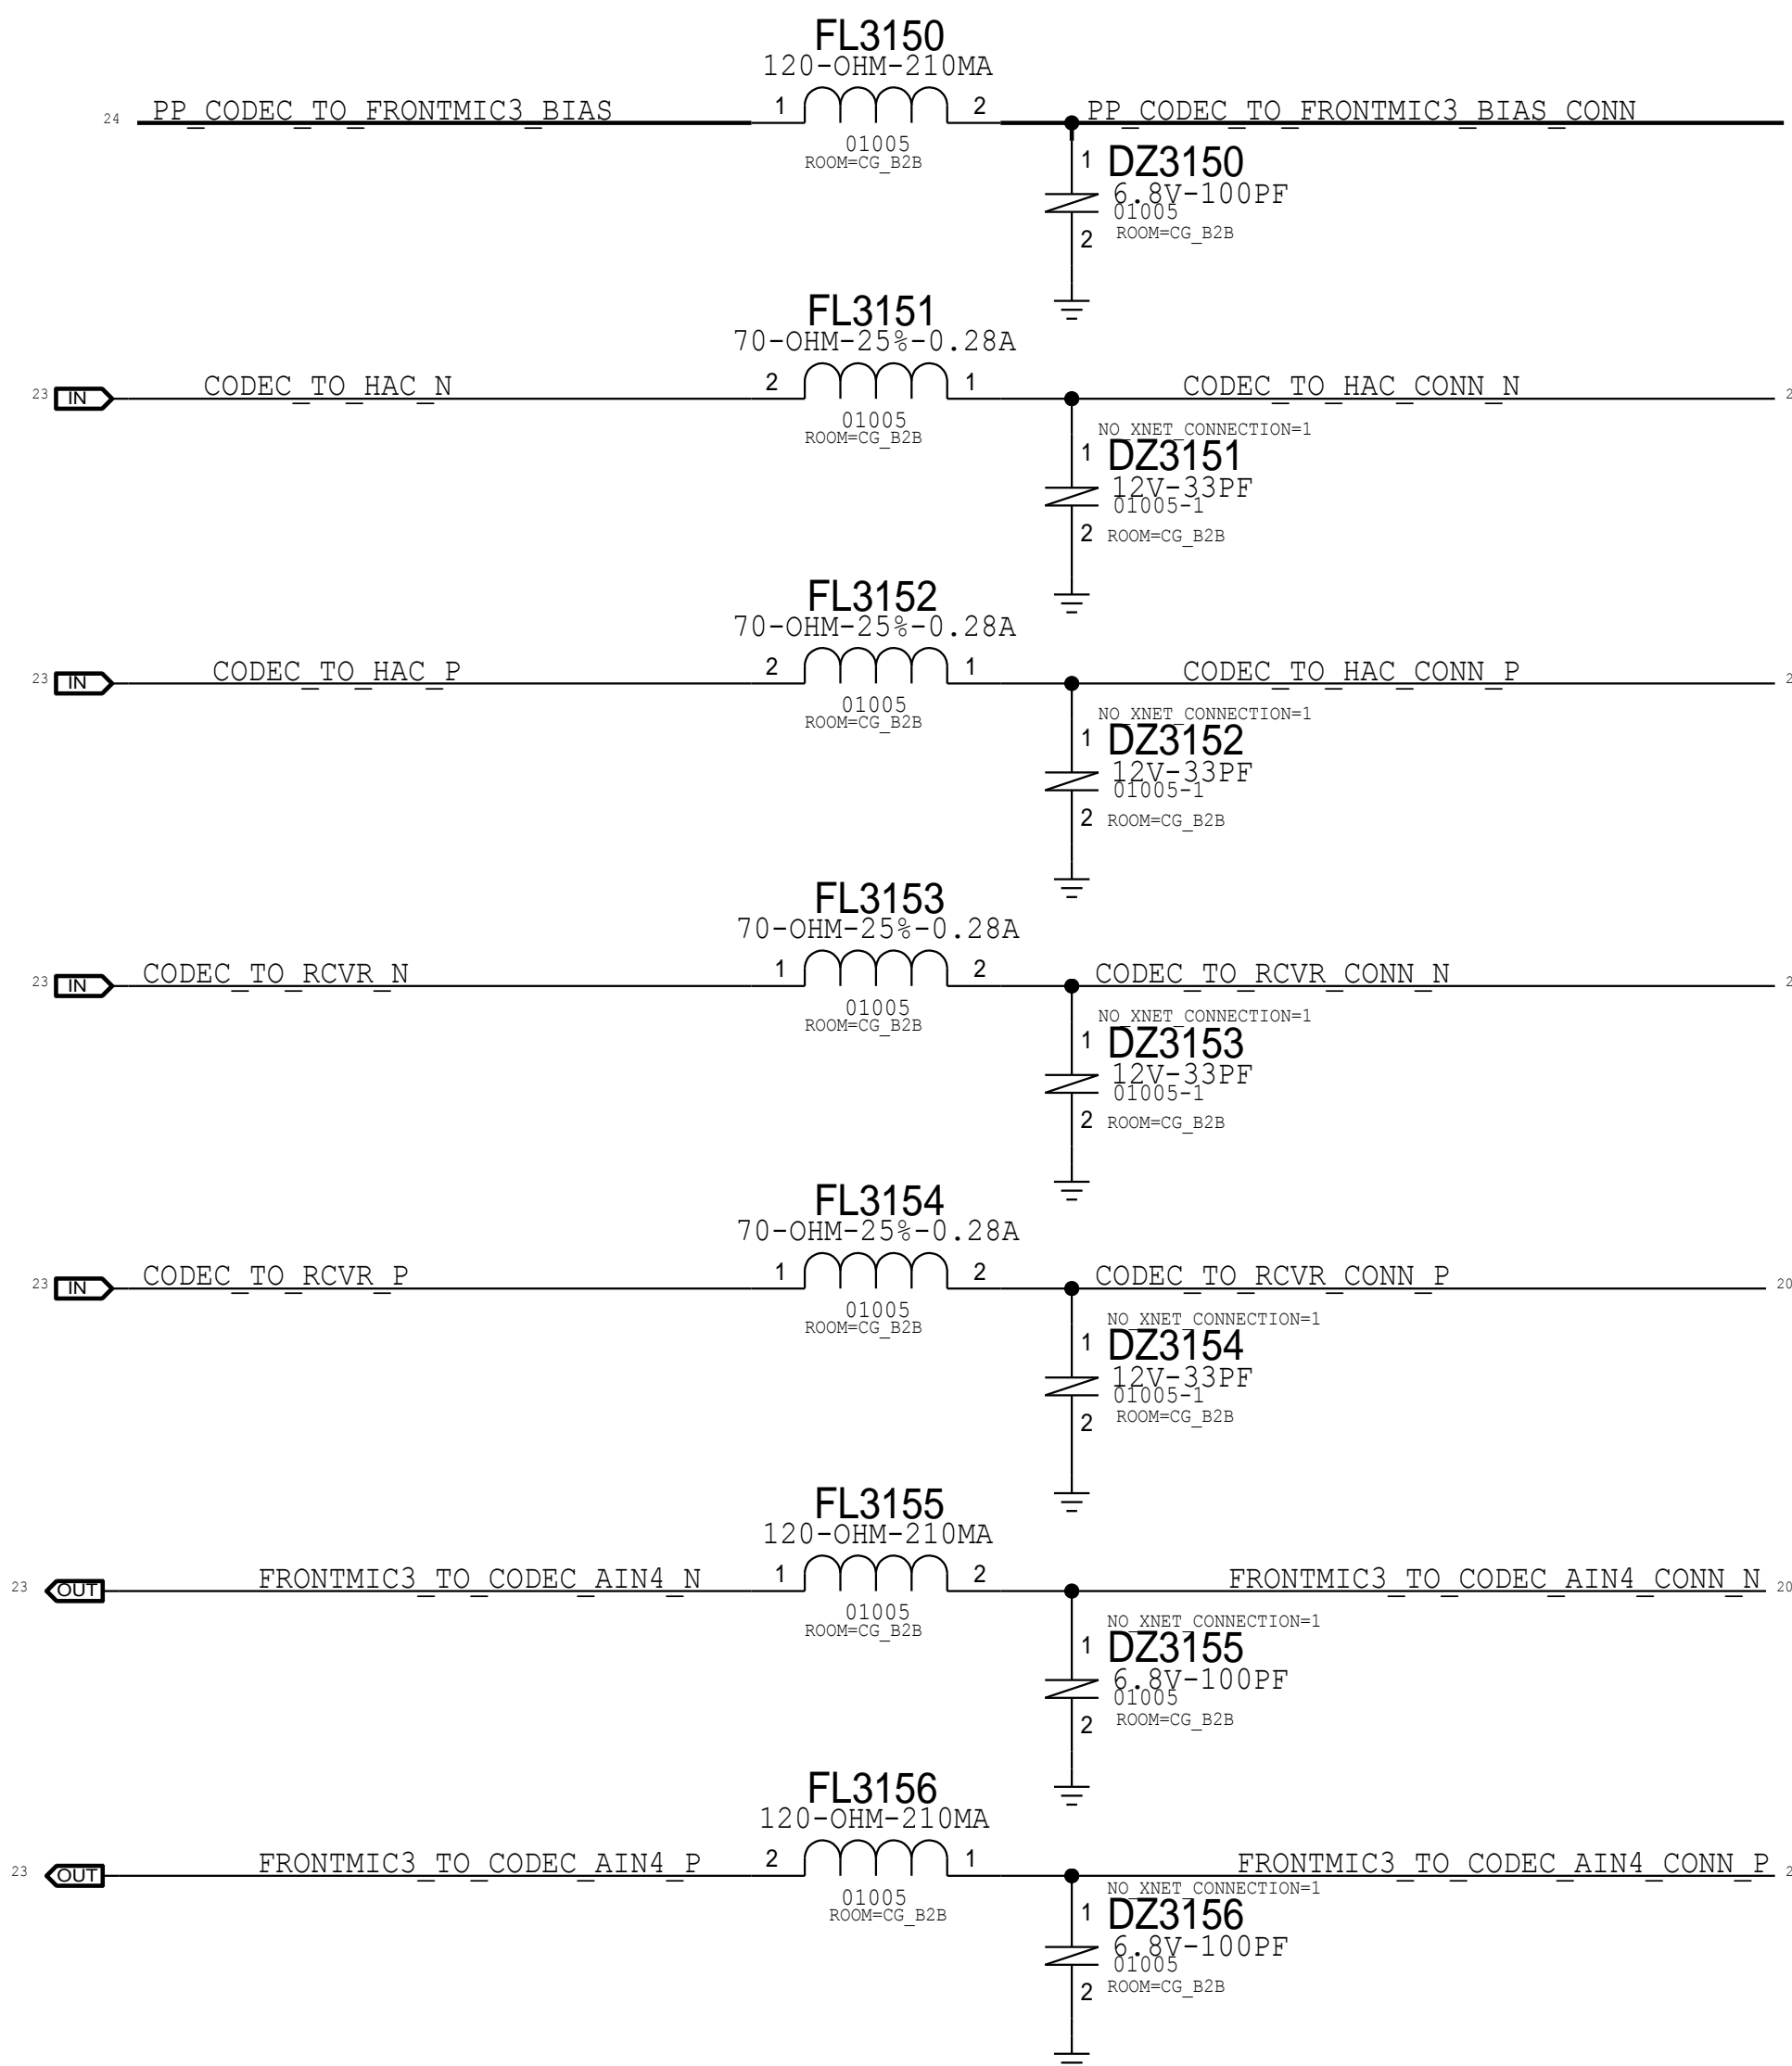 FL3150
120-OHM-210MA
24 PP_CODEC_TO_FRONTMIC3_BIAS 1 2 PP_CODEC_TO_FRONTMIC3_BIAS_CONN
01005
ROOM=CG_B2B
1 DZ3150
6.8V-100PF
01005
2 ROOM=CG_B2B
FL3151
70-OHM-25%-0.28A
23 IN CODEC_TO_HAC_N 2 1 CODEC_TO_HAC_CONN_N 2
01005
ROOM=CG_B2B
NO_XNET_CONNECTION=1
1 DZ3151
12V-33PF
01005-1
2 ROOM=CG_B2B
FL3152
70-OHM-25%-0.28A
23 IN CODEC_TO_HAC_P 2 1 CODEC_TO_HAC_CONN_P 2
01005
ROOM=CG_B2B
NO_XNET_CONNECTION=1
1 DZ3152
12V-33PF
01005-1
2 ROOM=CG_B2B
FL3153
70-OHM-25%-0.28A
23 IN CODEC_TO_RCVR_N 1 2 CODEC_TO_RCVR_CONN_N 2
01005
ROOM=CG_B2B
NO_XNET_CONNECTION=1
1 DZ3153
12V-33PF
01005-1
2 ROOM=CG_B2B
FL3154
70-OHM-25%-0.28A
23 IN CODEC_TO_RCVR_P 1 2 CODEC_TO_RCVR_CONN_P 20
01005
ROOM=CG_B2B
NO_XNET_CONNECTION=1
1 DZ3154
12V-33PF
01005-1
2 ROOM=CG_B2B
FL3155
120-OHM-210MA
23 OUT FRONTMIC3_TO_CODEC_AIN4_N 1 2 FRONTMIC3_TO_CODEC_AIN4_CONN_N 20
01005
ROOM=CG_B2B
NO_XNET_CONNECTION=1
1 DZ3155
6.8V-100PF
01005
2 ROOM=CG_B2B
FL3156
120-OHM-210MA
23 OUT FRONTMIC3_TO_CODEC_AIN4_P 2 1 FRONTMIC3_TO_CODEC_AIN4_CONN_P 2
01005
ROOM=CG_B2B
NO_XNET_CONNECTION=1
1 DZ3156
6.8V-100PF
01005
2 ROOM=CG_B2B